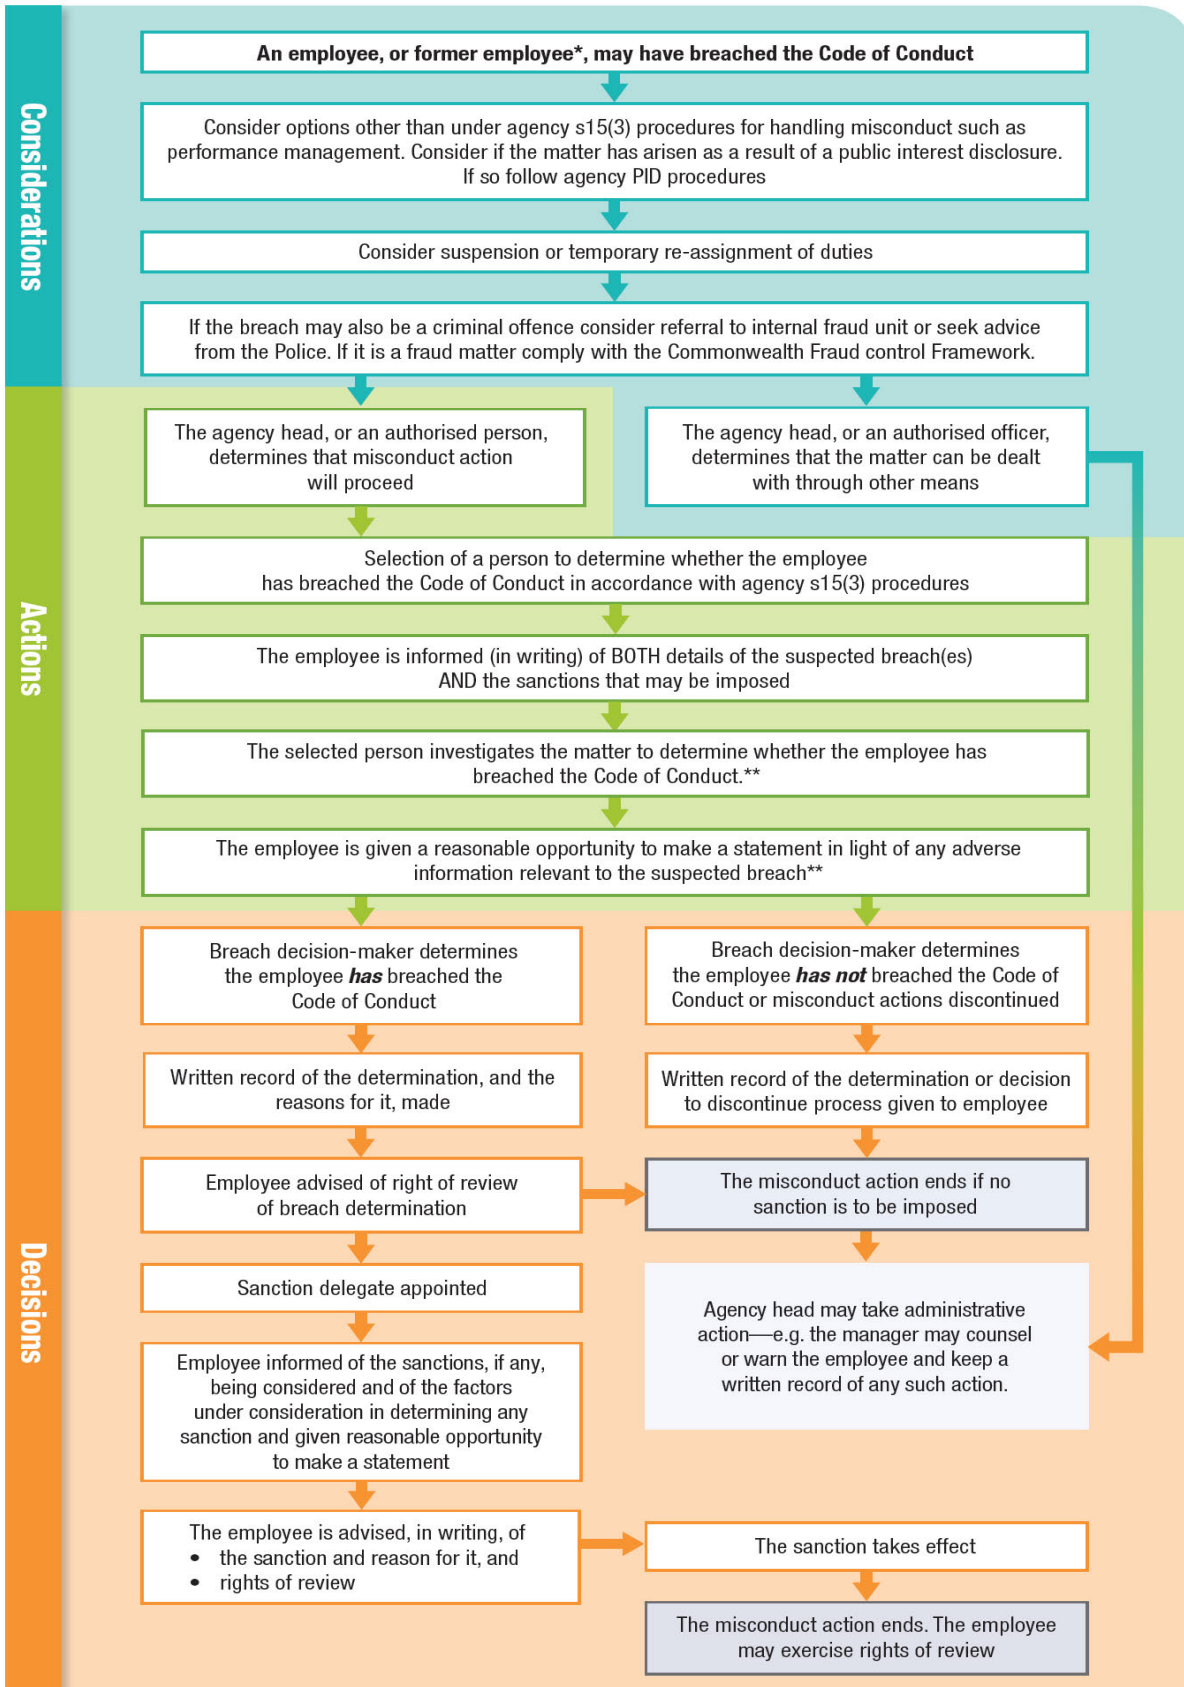 Considerations
An employee, or former employee*, may have breached the Code of Conduct
Consider options other than under agency s15(3) procedures for handling misconduct such as
performance management. Consider if the matter has arisen as a result of a public interest disclosure.
If so follow agency PID procedures
Consider suspension or temporary re-assignment of duties
If the breach may also be a criminal offence consider referral to internal fraud unit or seek advice
from the Police. If it is a fraud matter comply with the Commonwealth Fraud control Framework.
Actions
The agency head, or an authorised person,
determines that misconduct action
will proceed
The agency head, or an authorised officer,
determines that the matter can be dealt
with through other means
Selection of a person to determine whether the employee
has breached the Code of Conduct in accordance with agency s15(3) procedures
The employee is informed (in writing) of BOTH details of the suspected breach(es)
AND the sanctions that may be imposed
The selected person investigates the matter to determine whether the employee has
breached the Code of Conduct.**
The employee is given a reasonable opportunity to make a statement in light of any adverse
information relevant to the suspected breach**
Decisions
Breach decision-maker determines
the employee has breached the
Code of Conduct
Breach decision-maker determines
the employee has not breached the Code of
Conduct or misconduct actions discontinued
Written record of the determination, and the
reasons for it, made
Written record of the determination or decision
to discontinue process given to employee
Employee advised of right of review
of breach determination
The misconduct action ends if no
sanction is to be imposed
Sanction delegate appointed
Agency head may take administrative
action—e.g. the manager may counsel
or warn the employee and keep a
written record of any such action.
Employee informed of the sanctions, if any,
being considered and of the factors
under consideration in determining any
sanction and given reasonable opportunity
to make a statement
The employee is advised, in writing, of
• the sanction and reason for it, and
• rights of review
The sanction takes effect
The misconduct action ends. The employee
may exercise rights of review